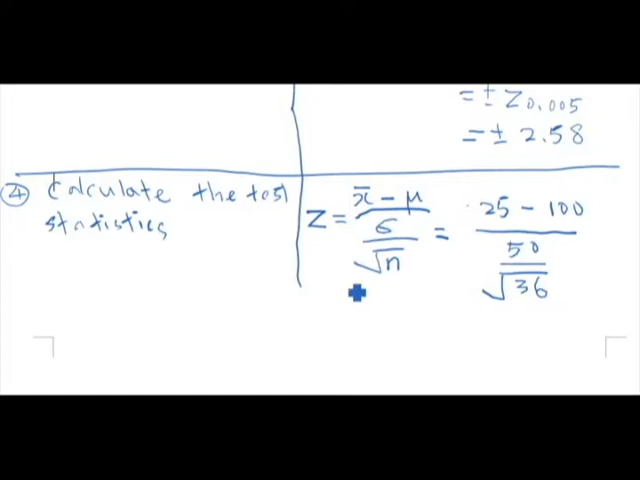 = ± Z0.005
= ± 2.58
④ Calculate the test
statistics
Z = x̄ - μ / σ / √n = 25 - 100 / 50 / √36